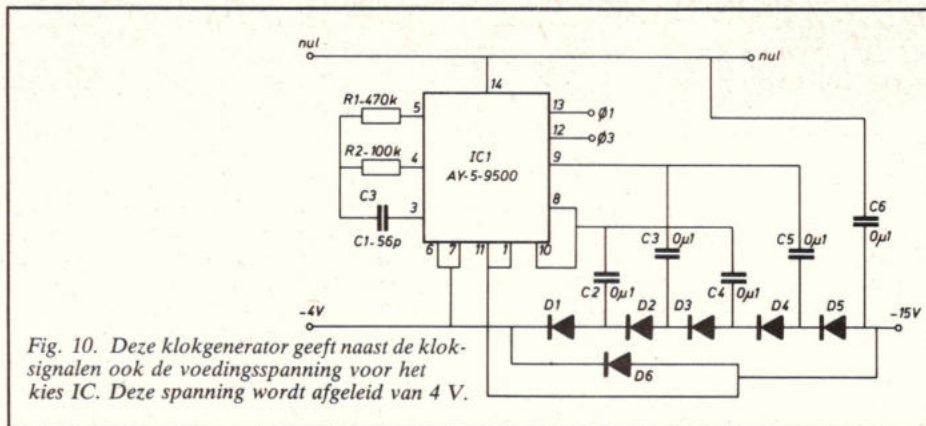 nul
nul
14
R1-470k
5
13
Ø1
R2-100k
4
12
Ø3
IC1
AY-5-9500
9
C3
3
8
C1-56p
6
7
11
1
10
C6
0µ1
C3
0µ1
C5
0µ1
C2
0µ1
C4
0µ1
-4V
D1
D2
D3
D4
D5
-15V
D6
Fig. 10. Deze klokgenerator geeft naast de klok-
signalen ook de voedingsspanning voor het
kies IC. Deze spanning wordt afgeleid van 4 V.